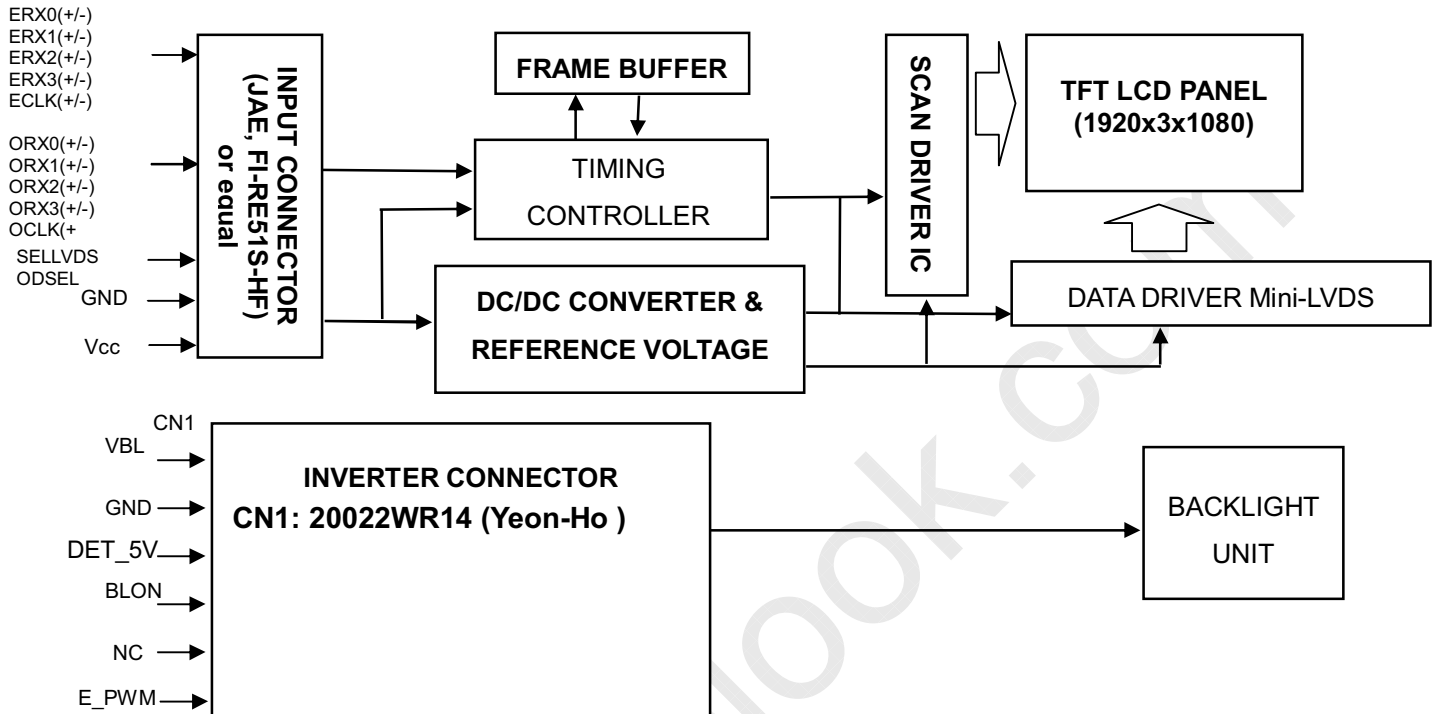 ERX0(+/-)
ERX1(+/-)
ERX2(+/-)
ERX3(+/-)
ECLK(+/-)
ORX0(+/-)
ORX1(+/-)
ORX2(+/-)
ORX3(+/-)
OCLK(+
SELLVDS
ODSEL
GND
Vcc
INPUT CONNECTOR
(JAE, FI-RE51S-HF)
or equal
FRAME BUFFER
TIMING
CONTROLLER
DC/DC CONVERTER &
REFERENCE VOLTAGE
SCAN DRIVER IC
TFT LCD PANEL
(1920x3x1080)
DATA DRIVER Mini-LVDS
CN1
VBL
GND
DET_5V
BLON
NC
E_PWM
INVERTER CONNECTOR
CN1: 20022WR14 (Yeon-Ho )
BACKLIGHT
UNIT
look.com